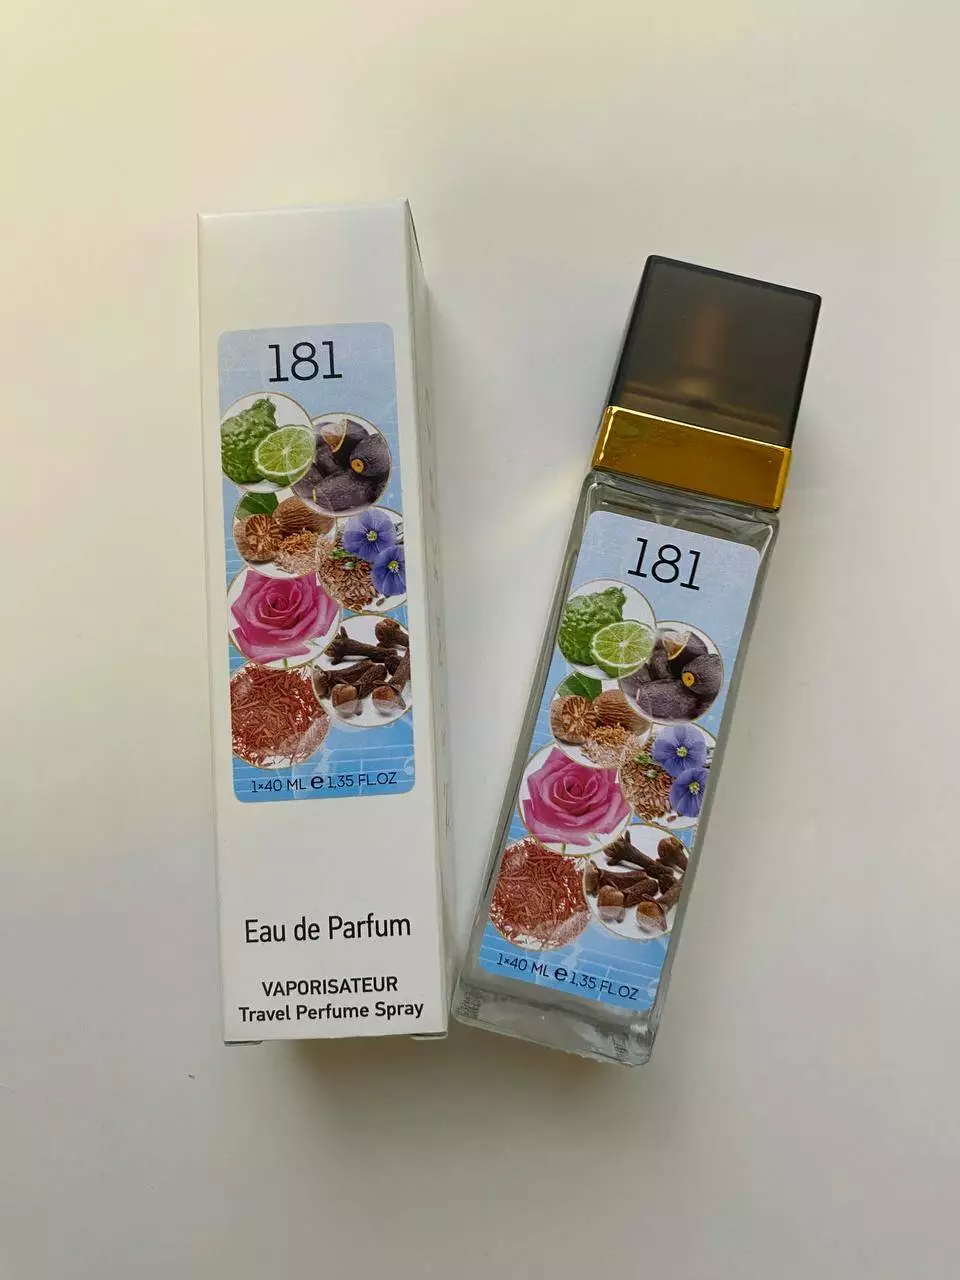 181
1×40 ML e 1,35 FL.OZ
Eau de Parfum
VAPORISATEUR
Travel Perfume Spray
181
1×40 ML e 1,35 FL.OZ